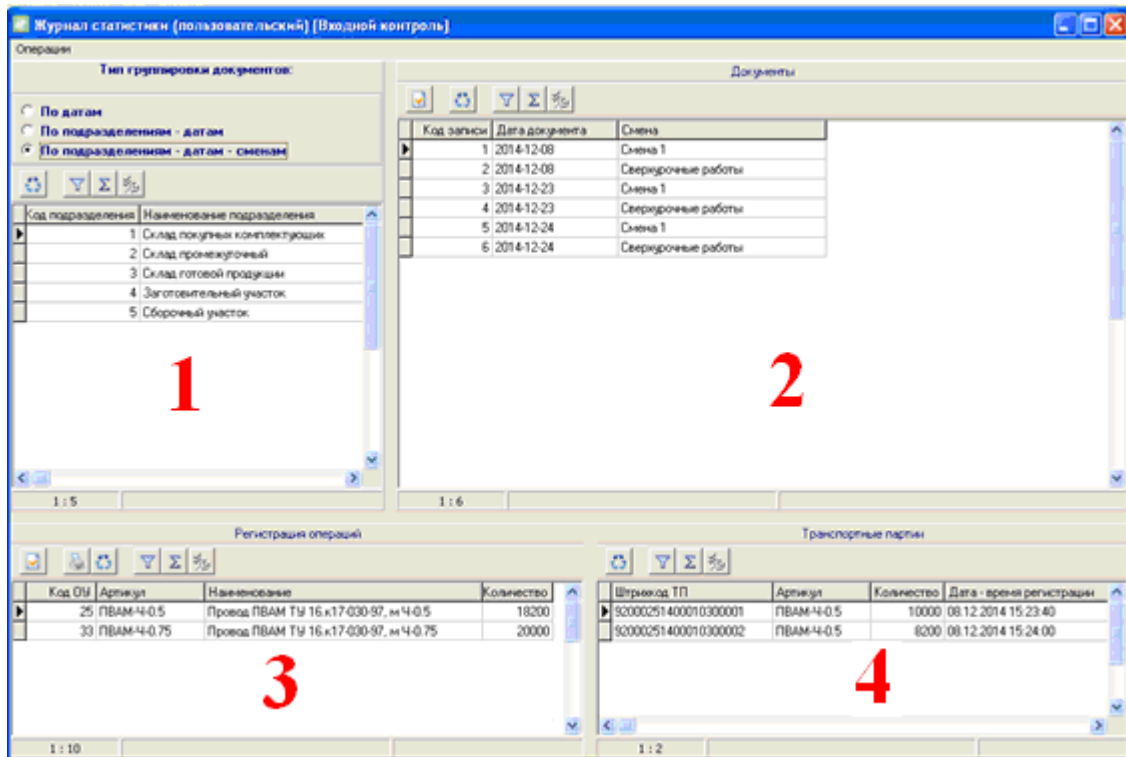 Журнал статистики (пользовательский) [Входной контроль]
Операции
Тип группировки документов:
По датам
По подразделениям - датам
По подразделениям - датам - сменам
Код подразделения Наименование подразделения
1 Склад покупных комплектующих
2 Склад промежуточный
3 Склад готовой продукции
4 Заготовительный участок
5 Сборочный участок
1
1 : 5
Документы
Код записи Дата документа Смена
1 2014-12-08 Смена 1
2 2014-12-08 Сверхурочные работы
3 2014-12-23 Смена 1
4 2014-12-23 Сверхурочные работы
5 2014-12-24 Смена 1
6 2014-12-24 Сверхурочные работы
2
1 : 6
Регистрация операций
Код ОУ Артикул Наименование Количество
25 ПВАМ-Ч-0.5 Провод ПВАМ ТУ 16.к17-030-97, м Ч-0.5 18200
33 ПВАМ-Ч-0.75 Провод ПВАМ ТУ 16.к17-030-97, м Ч-0.75 20000
3
1 : 10
Транспортные партии
Штрихкод ТП Артикул Количество Дата - время регистрации
92000251400010300001 ПВАМ-Ч-0.5 10000 08.12.2014 15:23:40
92000251400010300002 ПВАМ-Ч-0.5 8200 08.12.2014 15:24:00
4
1 : 2